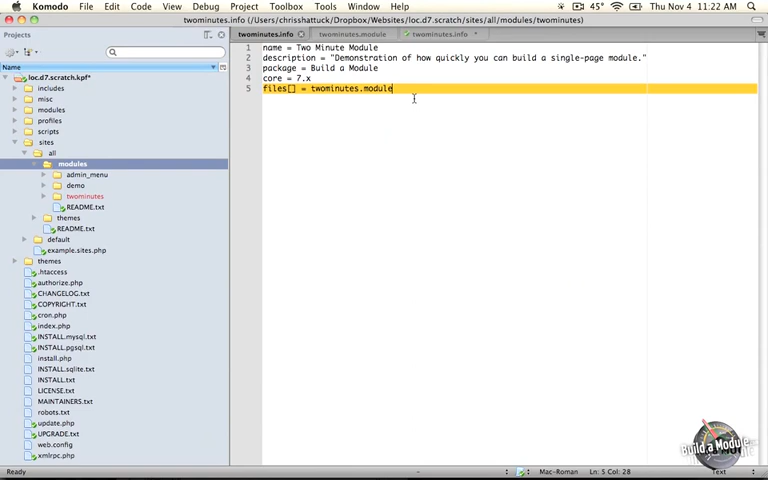 Komodo File Edit Code View Debug Project Toolbox Tools Window Help 45° Thu Nov 4 11:22 AM
twominutes.info (/Users/chrisshattuck/Dropbox/Websites/loc.d7.scratch/sites/all/modules/twominutes)
Projects
twominutes.info
twominutes.module
twominutes.info
Name
loc.d7.scratch.kpf*
includes
misc
modules
profiles
scripts
sites
all
modules
admin_menu
demo
twominutes
README.txt
themes
README.txt
default
example.sites.php
themes
.htaccess
authorize.php
CHANGELOG.txt
COPYRIGHT.txt
cron.php
index.php
INSTALL.mysql.txt
INSTALL.pgsql.txt
install.php
INSTALL.sqlite.txt
INSTALL.txt
LICENSE.txt
MAINTAINERS.txt
robots.txt
update.php
UPGRADE.txt
web.config
xmlrpc.php
1 name = Two Minute Module
2 description = "Demonstration of how quickly you can build a single-page module."
3 package = Build a Module
4 core = 7.x
5 files[] = twominutes.module
Build a Module
Ready
Mac-Roman
Ln: 5 Col: 28
Text